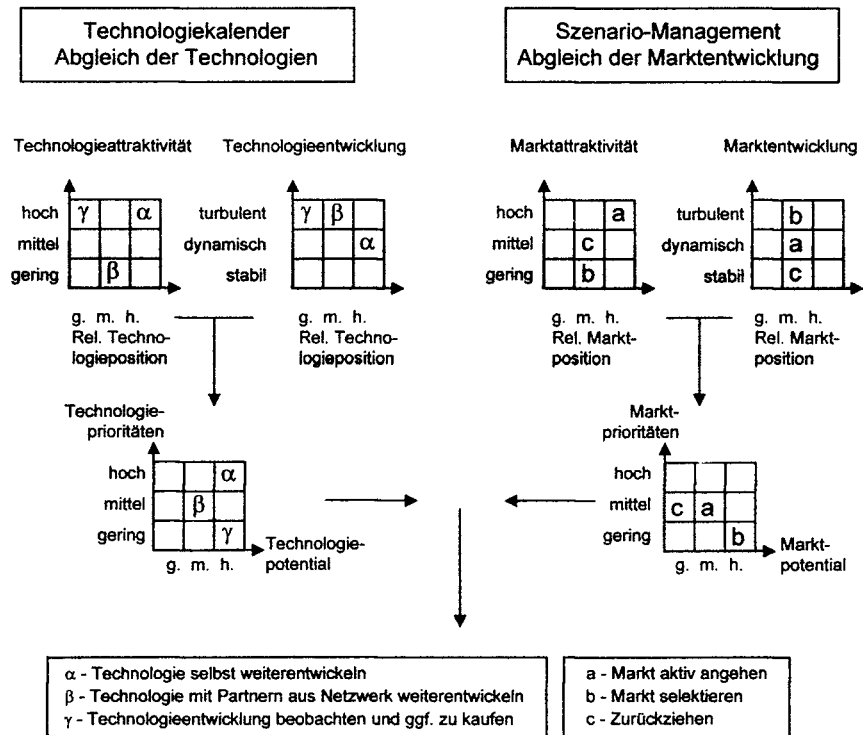 Technologiekalender
Abgleich der Technologien
Szenario-Management
Abgleich der Marktentwicklung
Technologieattraktivität
hoch
mittel
gering
γ α
β
g. m. h.
Rel. Techno-
logieposition
Technologieentwicklung
turbulent
dynamisch
stabil
γ β
α
g. m. h.
Rel. Technologieposition
Marktattraktivität
hoch
mittel
gering
a
c
b
g. m. h.
Rel. Markt-
position
Marktentwicklung
turbulent
dynamisch
stabil
b
a
c
g. m. h.
Rel. Markt-
position
Technologie-
prioritäten
hoch
mittel
gering
α
β
γ
g. m. h.
Technologie-
potential
Markt-
prioritäten
hoch
mittel
gering
c a
b
g. m. h.
Markt-
potential
α - Technologie selbst weiterentwickeln
β - Technologie mit Partnern aus Netzwerk weiterentwickeln
γ - Technologieentwicklung beobachten und ggf. zu kaufen
a - Markt aktiv angehen
b - Markt selektieren
c - Zurückziehen